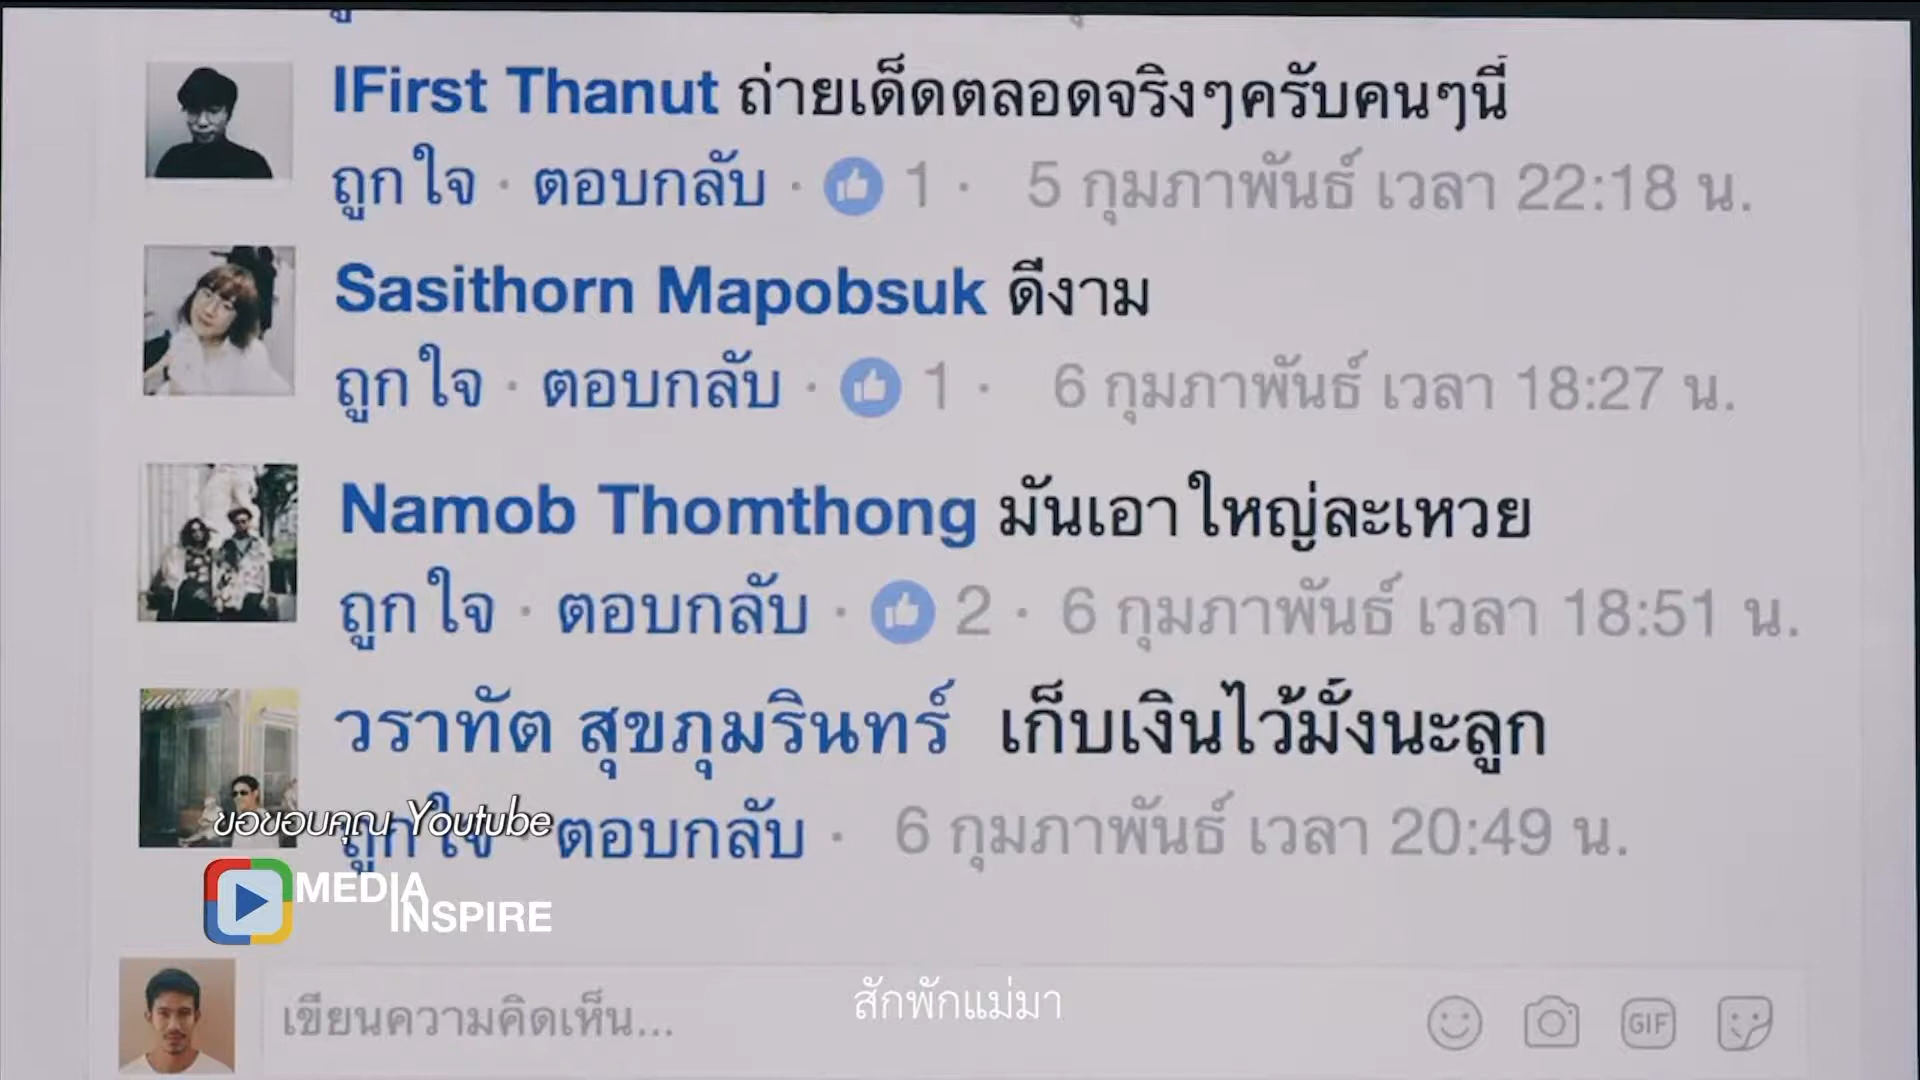 IFirst Thanut ถ่ายเด็ดตลอดจริงๆครับคนๆนี้
ถูกใจ · ตอบกลับ · 1 · 5 กุมภาพันธ์ เวลา 22:18 น.
Sasithorn Mapobsuk ดีงาม
ถูกใจ · ตอบกลับ · 1 · 6 กุมภาพันธ์ เวลา 18:27 น.
Namob Thomthong มันเอาใหญ่ละเหวย
ถูกใจ · ตอบกลับ · 2 · 6 กุมภาพันธ์ เวลา 18:51 น.
วราทัต สุขภุมรินทร์ เก็บเงินไว้มั้งนะลูก
ถูกใจ · ตอบกลับ · 6 กุมภาพันธ์ เวลา 20:49 น.
ขอขอบคุณ Youtube
MEDIA
INSPIRE
เขียนความคิดเห็น...
สักพักแม่มา
GIF